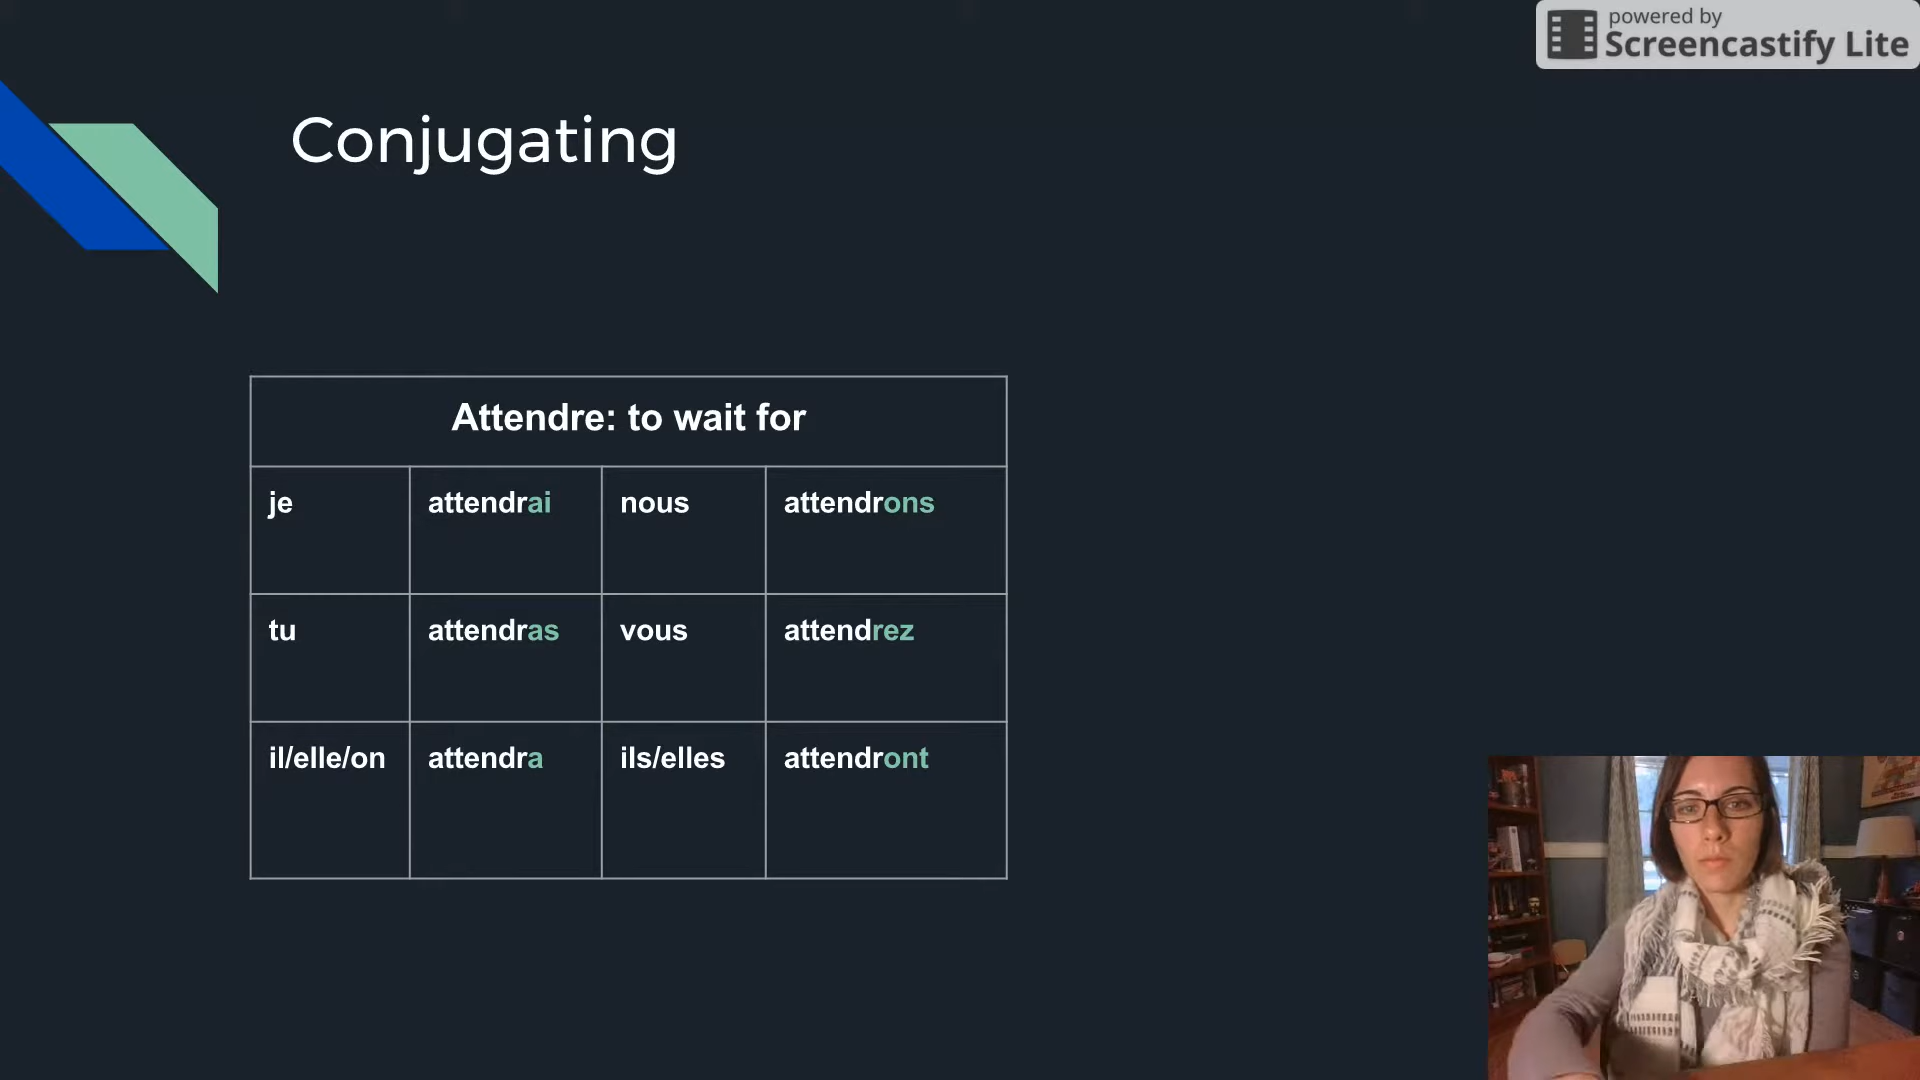 powered by
Screencastify Lite
Conjugating
Attendre: to wait for
je attendrai nous attendrons
tu attendras vous attendrez
il/elle/on attendra ils/elles attendront